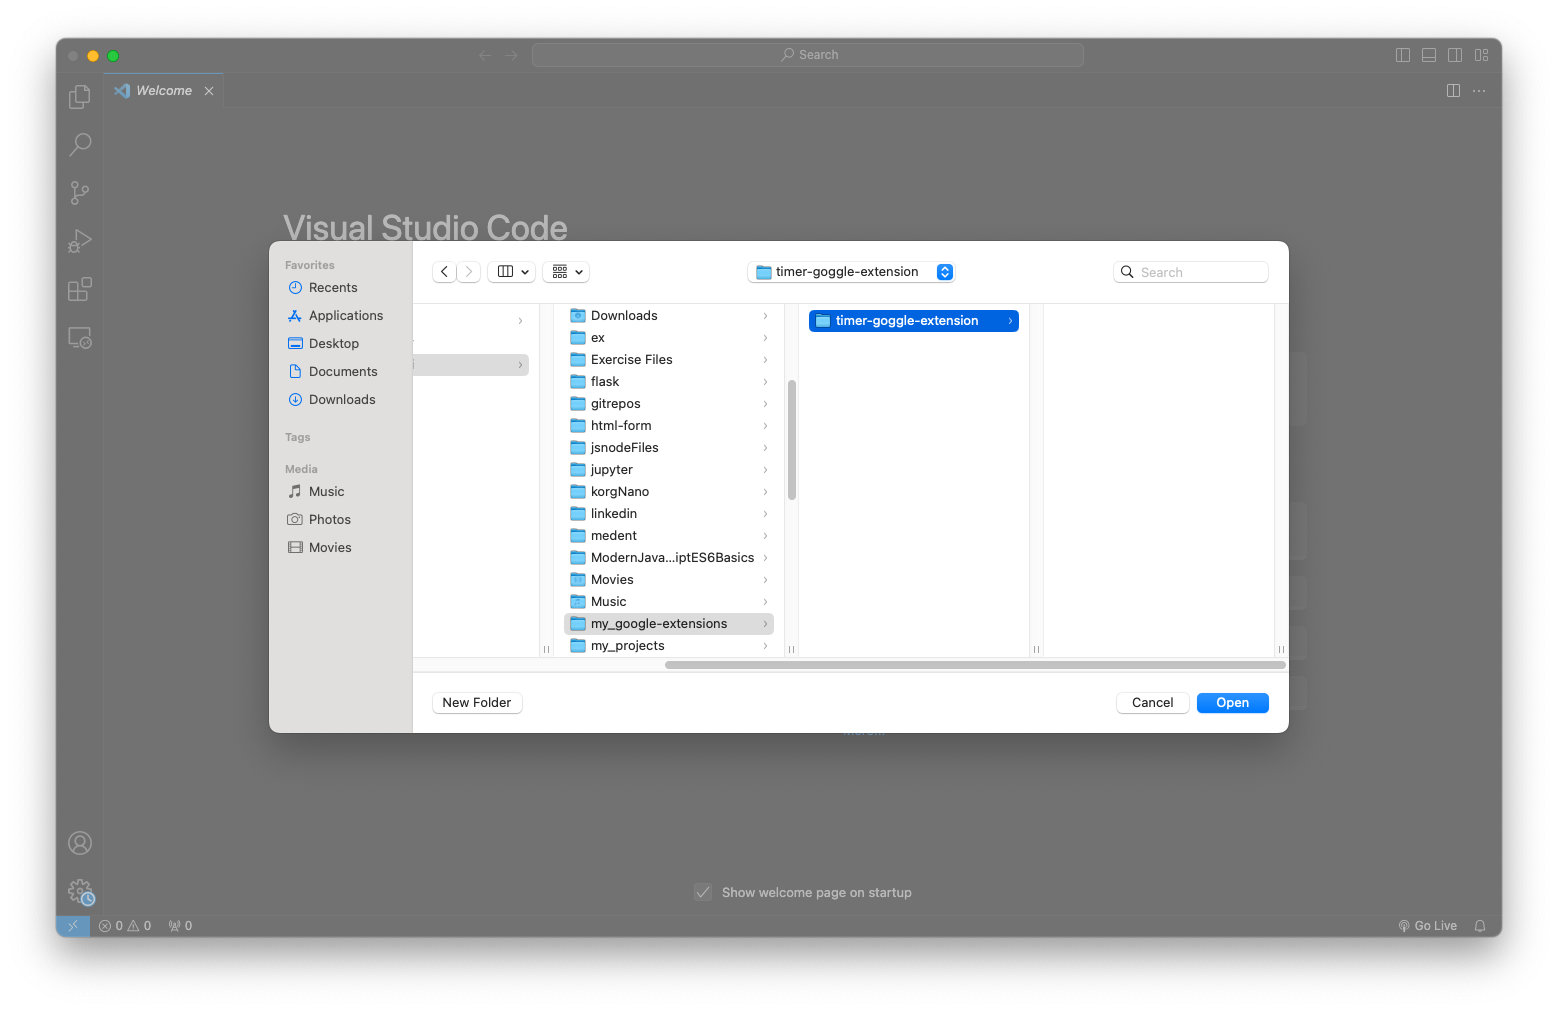 Search
Welcome
Visual Studio Code
Favorites
Recents
Applications
Desktop
Documents
Downloads
Tags
Media
Music
Photos
Movies
timer-goggle-extension
Search
Downloads
ex
Exercise Files
flask
gitrepos
html-form
jsnodeFiles
jupyter
korgNano
linkedin
medent
ModernJava...iptES6Basics
Movies
Music
my_google-extensions
my_projects
timer-goggle-extension
New Folder
Cancel
Open
Show welcome page on startup
0 0 0
Go Live